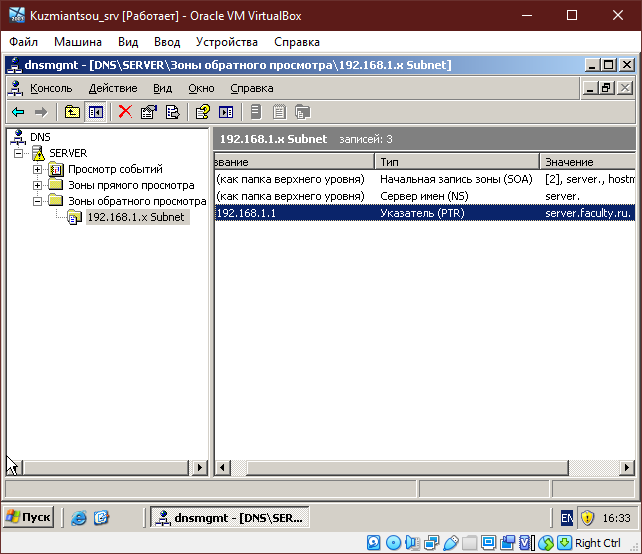 Kuzmiantsou_srv [Работает] - Oracle VM VirtualBox
Файл Машина Вид Ввод Устройства Справка
dnsmgmt - [DNS\SERVER\Зоны обратного просмотра\192.168.1.x Subnet]
Консоль Действие Вид Окно Справка
DNS
SERVER
Просмотр событий
Зоны прямого просмотра
Зоны обратного просмотра
192.168.1.x Subnet
192.168.1.x Subnet записей: 3
звание Тип Значение
(как папка верхнего уровня) Начальная запись зоны (SOA) [2], server., hostm
(как папка верхнего уровня) Сервер имен (NS) server.
192.168.1.1 Указатель (PTR) server.faculty.ru.
Пуск dnsmgmt - [DNS\SER... EN 16:33
Right Ctrl